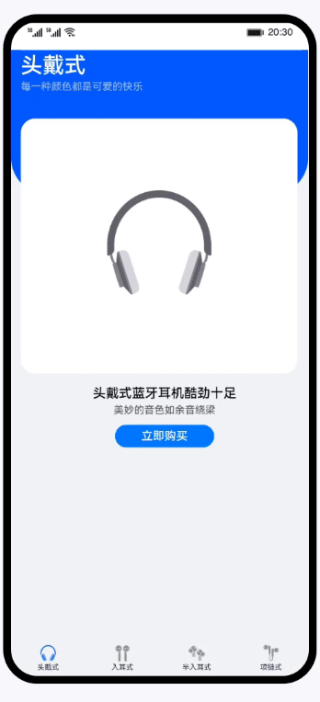 20:30
头戴式
每一种颜色都是可爱的快乐
头戴式蓝牙耳机酷劲十足
美妙的音色如余音绕梁
立即购买
头戴式
入耳式
半入耳式
项链式